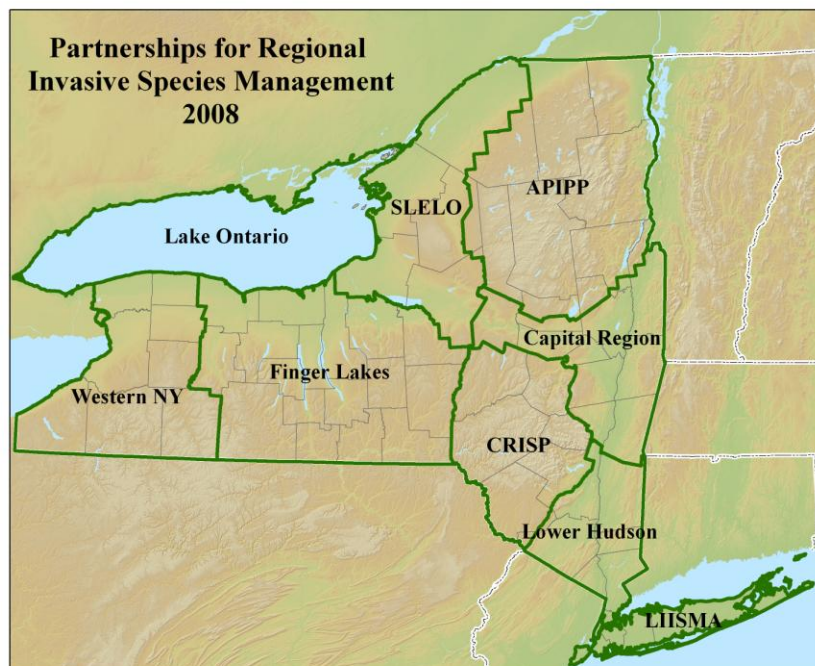 Partnerships for Regional
Invasive Species Management
2008
SLELO
APIPP
Lake Ontario
Capital Region
Finger Lakes
Western NY
CRISP
Lower Hudson
LIISMA